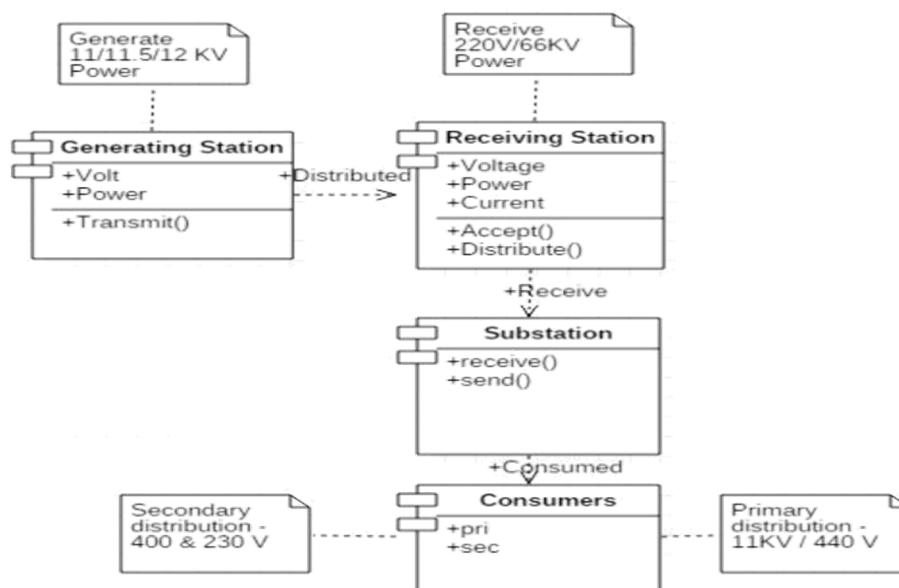 Generate
11/11.5/12 KV
Power
Receive
220V/66KV
Power
Generating Station
+Volt
+Power
+Transmit()
+Distributed
Receiving Station
+Voltage
+Power
+Current
+Accept()
+Distribute()
+Receive
Substation
+receive()
+send()
+Consumed
Secondary
distribution -
400 & 230 V
Consumers
+pri
+sec
Primary
distribution -
11KV / 440 V